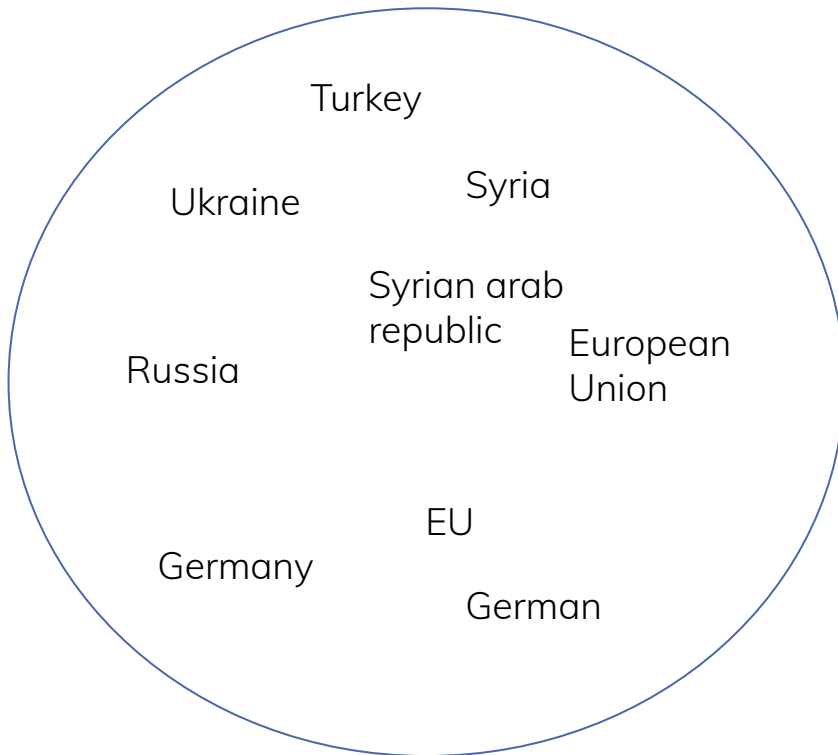 Turkey
Syria
Ukraine
Syrian arab
republic
European
Union
Russia
EU
Germany
German